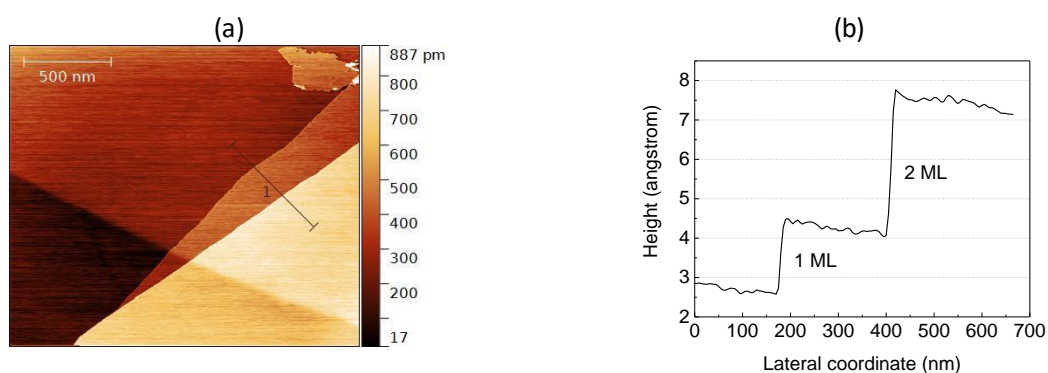 (a)
500 nm
1
887 pm
800
700
600
500
400
300
200
17
(b)
Height (angstrom)
8
7
6
5
4
3
2
2 ML
1 ML
0 100 200 300 400 500 600 700
Lateral coordinate (nm)